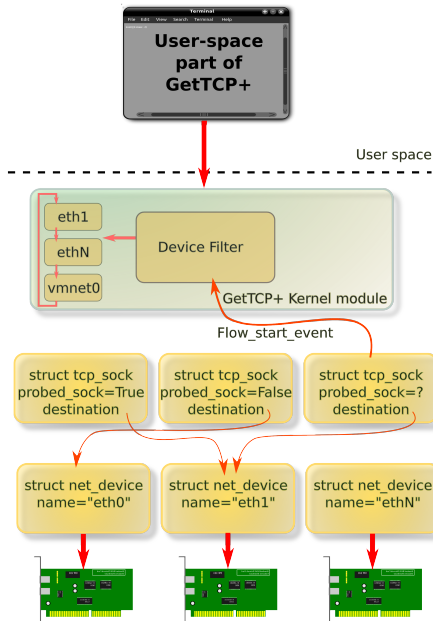 Terminal
File Edit View Search Terminal Help
User-space
part of
GetTCP+
User space
eth1
ethN
vmnet0
Device Filter
GetTCP+ Kernel module
Flow_start_event
struct tcp_sock
probed_sock=True
destination
struct tcp_sock
probed_sock=False
destination
struct tcp_sock
probed_sock=?
destination
struct net_device
name="eth0"
struct net_device
name="eth1"
struct net_device
name="ethN"